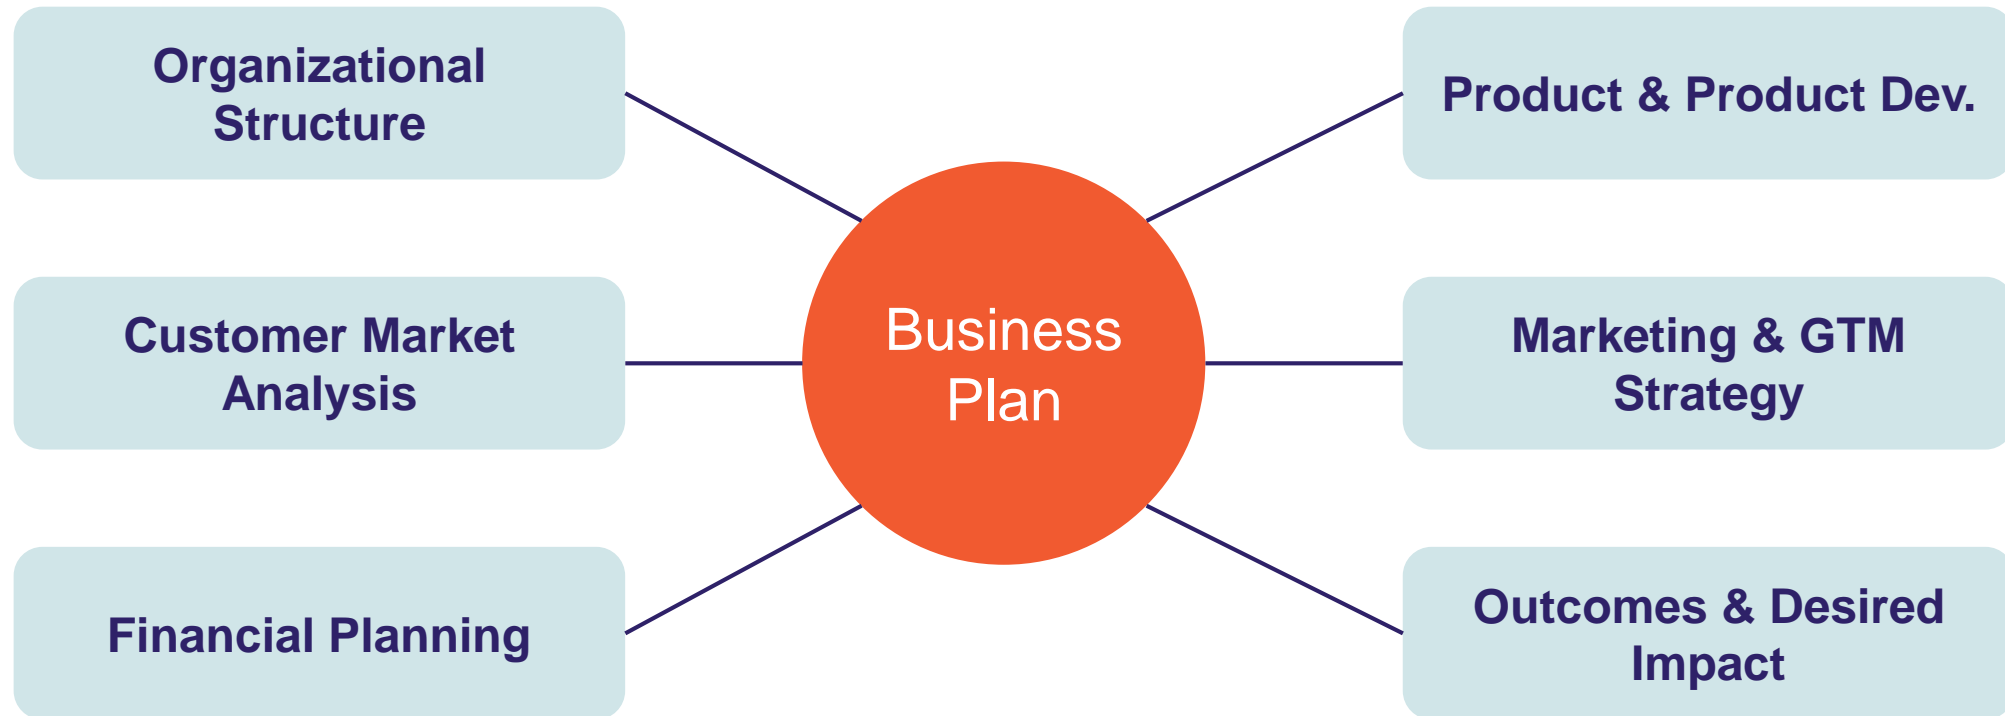 Organizational
Structure
Customer Market
Analysis
Financial Planning
Business
Plan
Product & Product Dev.
Marketing & GTM
Strategy
Outcomes & Desired
Impact